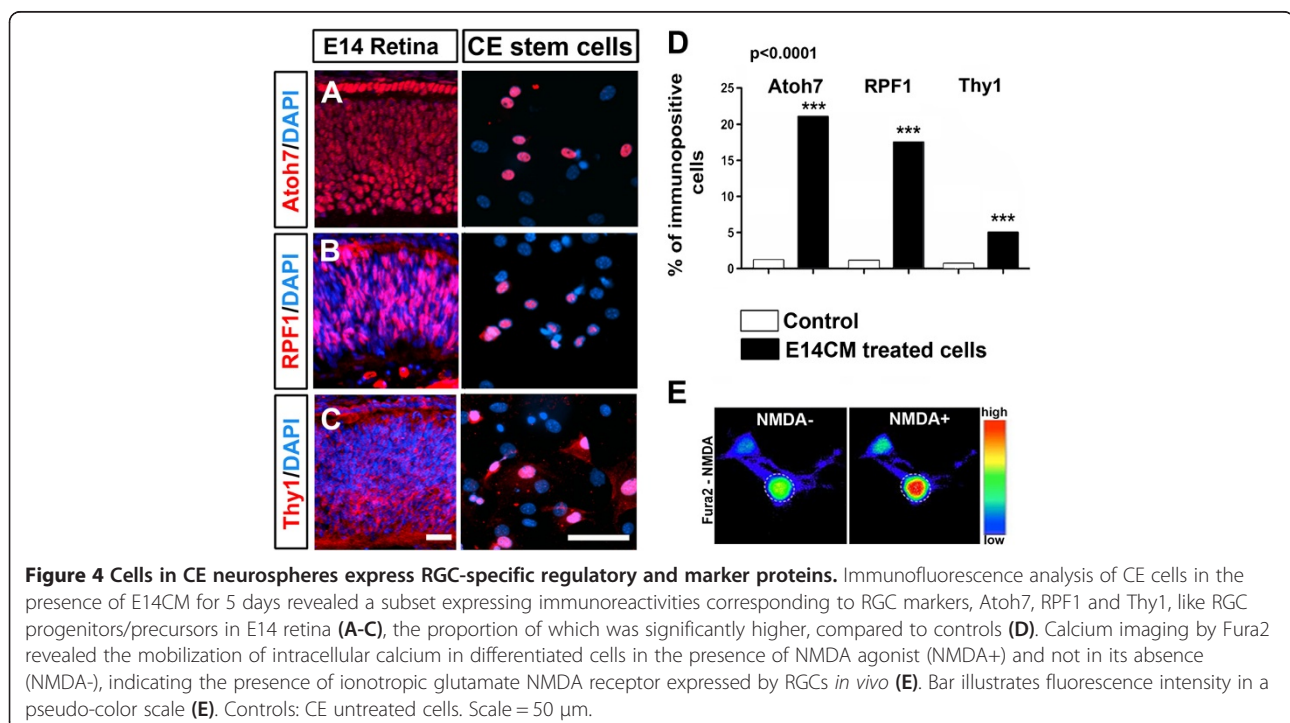 E14 Retina
CE stem cells
A
Atoh7/DAPI
B
RPF1/DAPI
C
Thy1/DAPI
D
p<0.0001
Atoh7 RPF1 Thy1
*** *** ***
% of immunopositive
cells
25
20
15
10
5
0
Control
E14CM treated cells
E
NMDA- NMDA+
Fura2 - NMDA
high
low
Figure 4 Cells in CE neurospheres express RGC-specific regulatory and marker proteins. Immunofluorescence analysis of CE cells in the
presence of E14CM for 5 days revealed a subset expressing immunoreactivities corresponding to RGC markers, Atoh7, RPF1 and Thy1, like RGC
progenitors/precursors in E14 retina (A-C), the proportion of which was significantly higher, compared to controls (D). Calcium imaging by Fura2
revealed the mobilization of intracellular calcium in differentiated cells in the presence of NMDA agonist (NMDA+) and not in its absence
(NMDA-), indicating the presence of ionotropic glutamate NMDA receptor expressed by RGCs in vivo (E). Bar illustrates fluorescence intensity in a
pseudo-color scale (E). Controls: CE untreated cells. Scale = 50 μm.